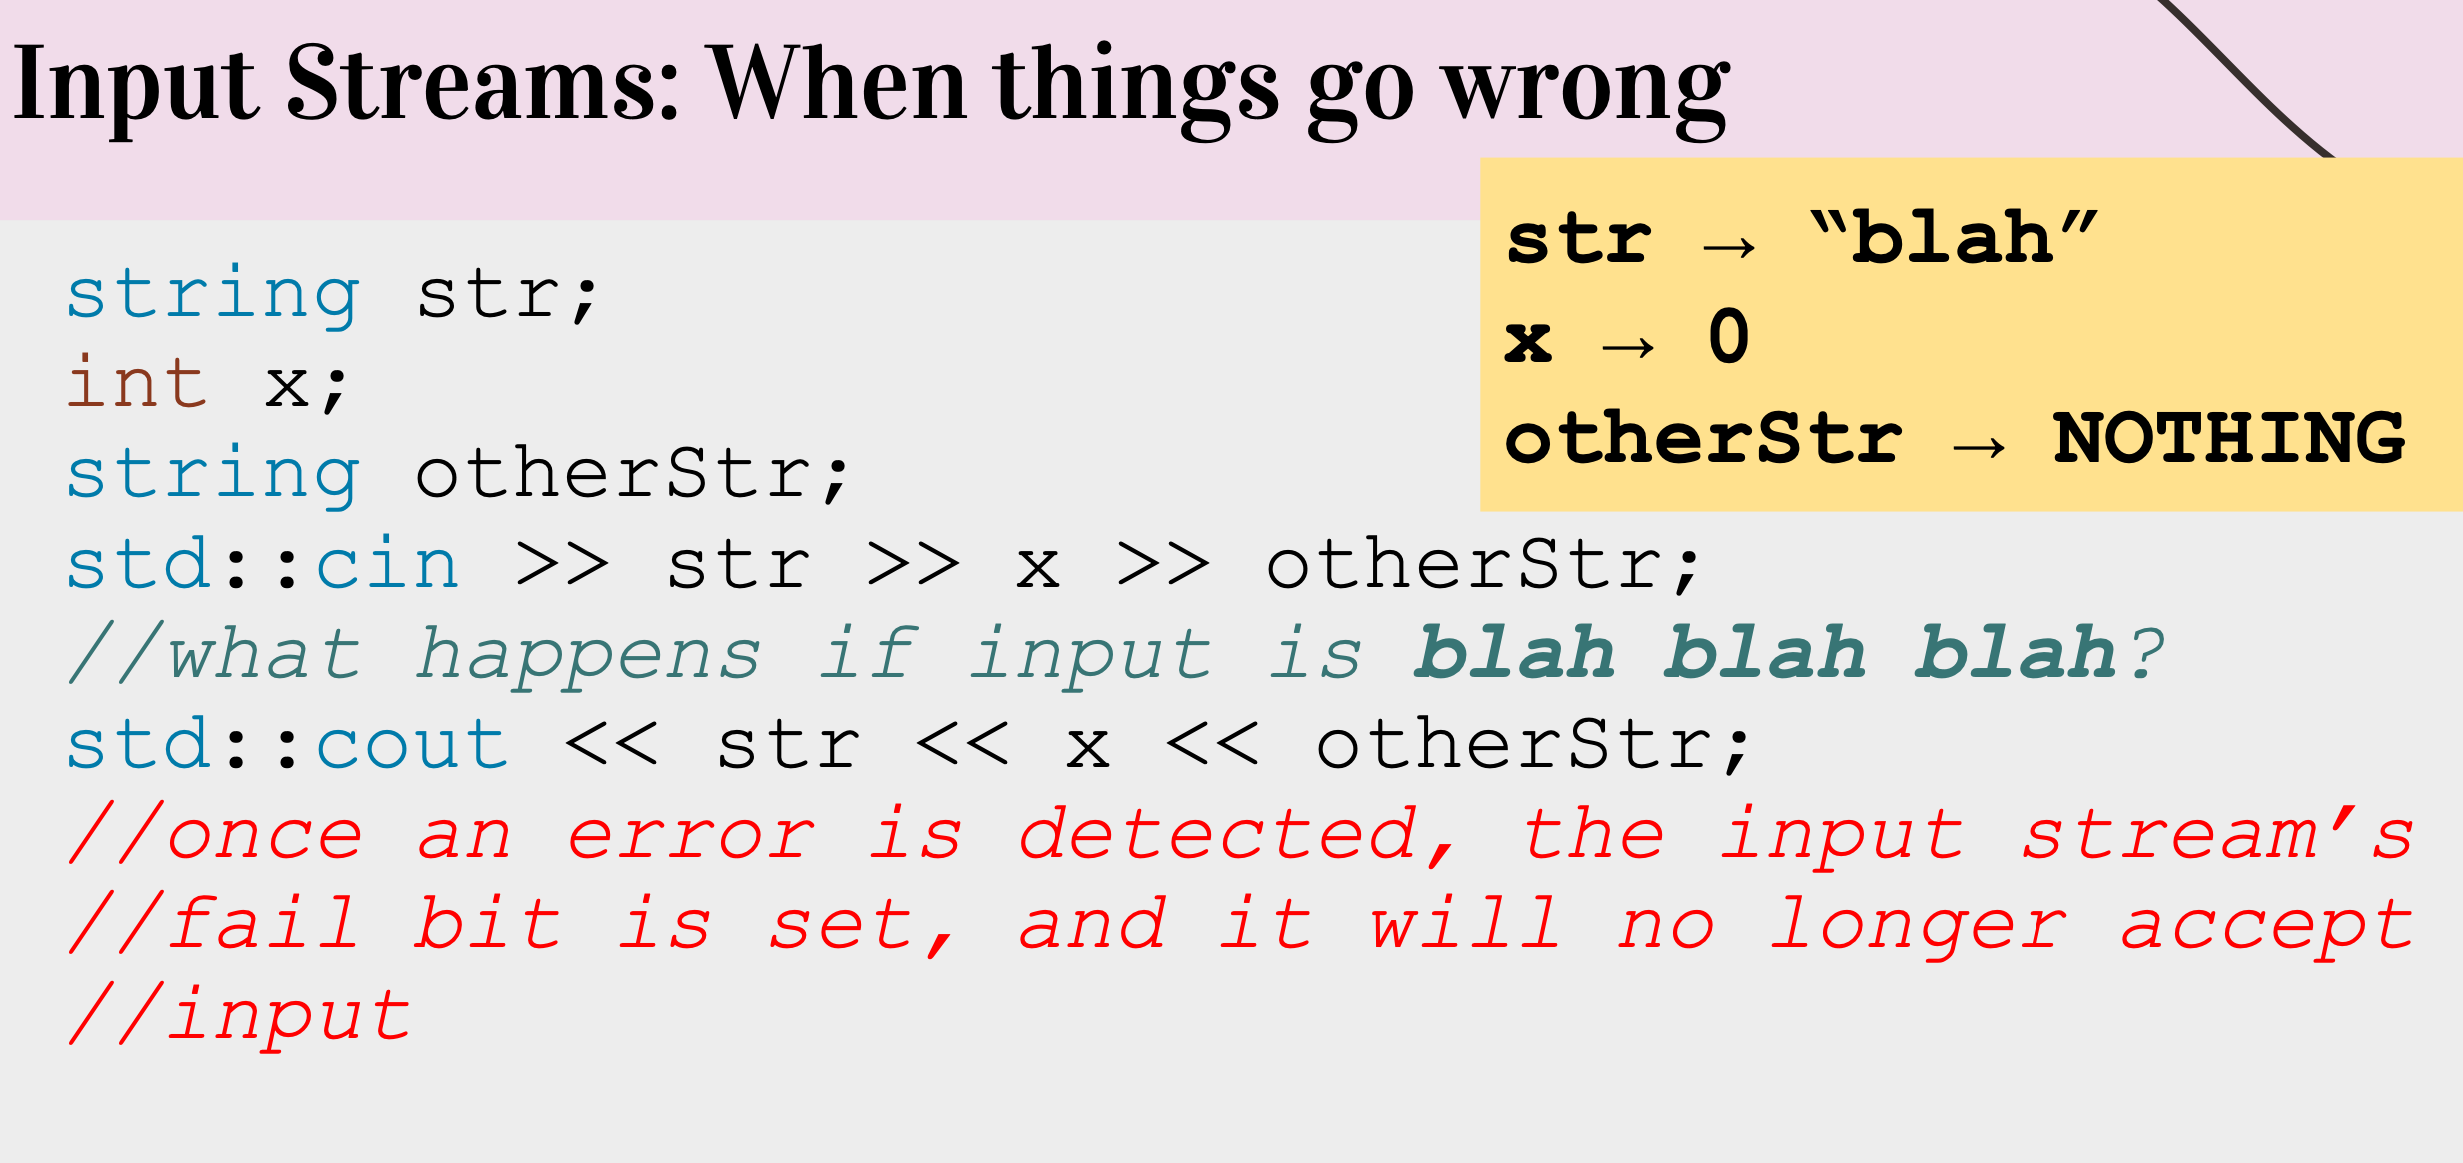 Input Streams: When things go wrong
str → “blah”
x → 0
otherStr → NOTHING
string str;
int x;
string otherStr;
std::cin >> str >> x >> otherStr;
//what happens if input is blah blah blah?
std::cout << str << x << otherStr;
//once an error is detected, the input stream’s
//fail bit is set, and it will no longer accept
//input